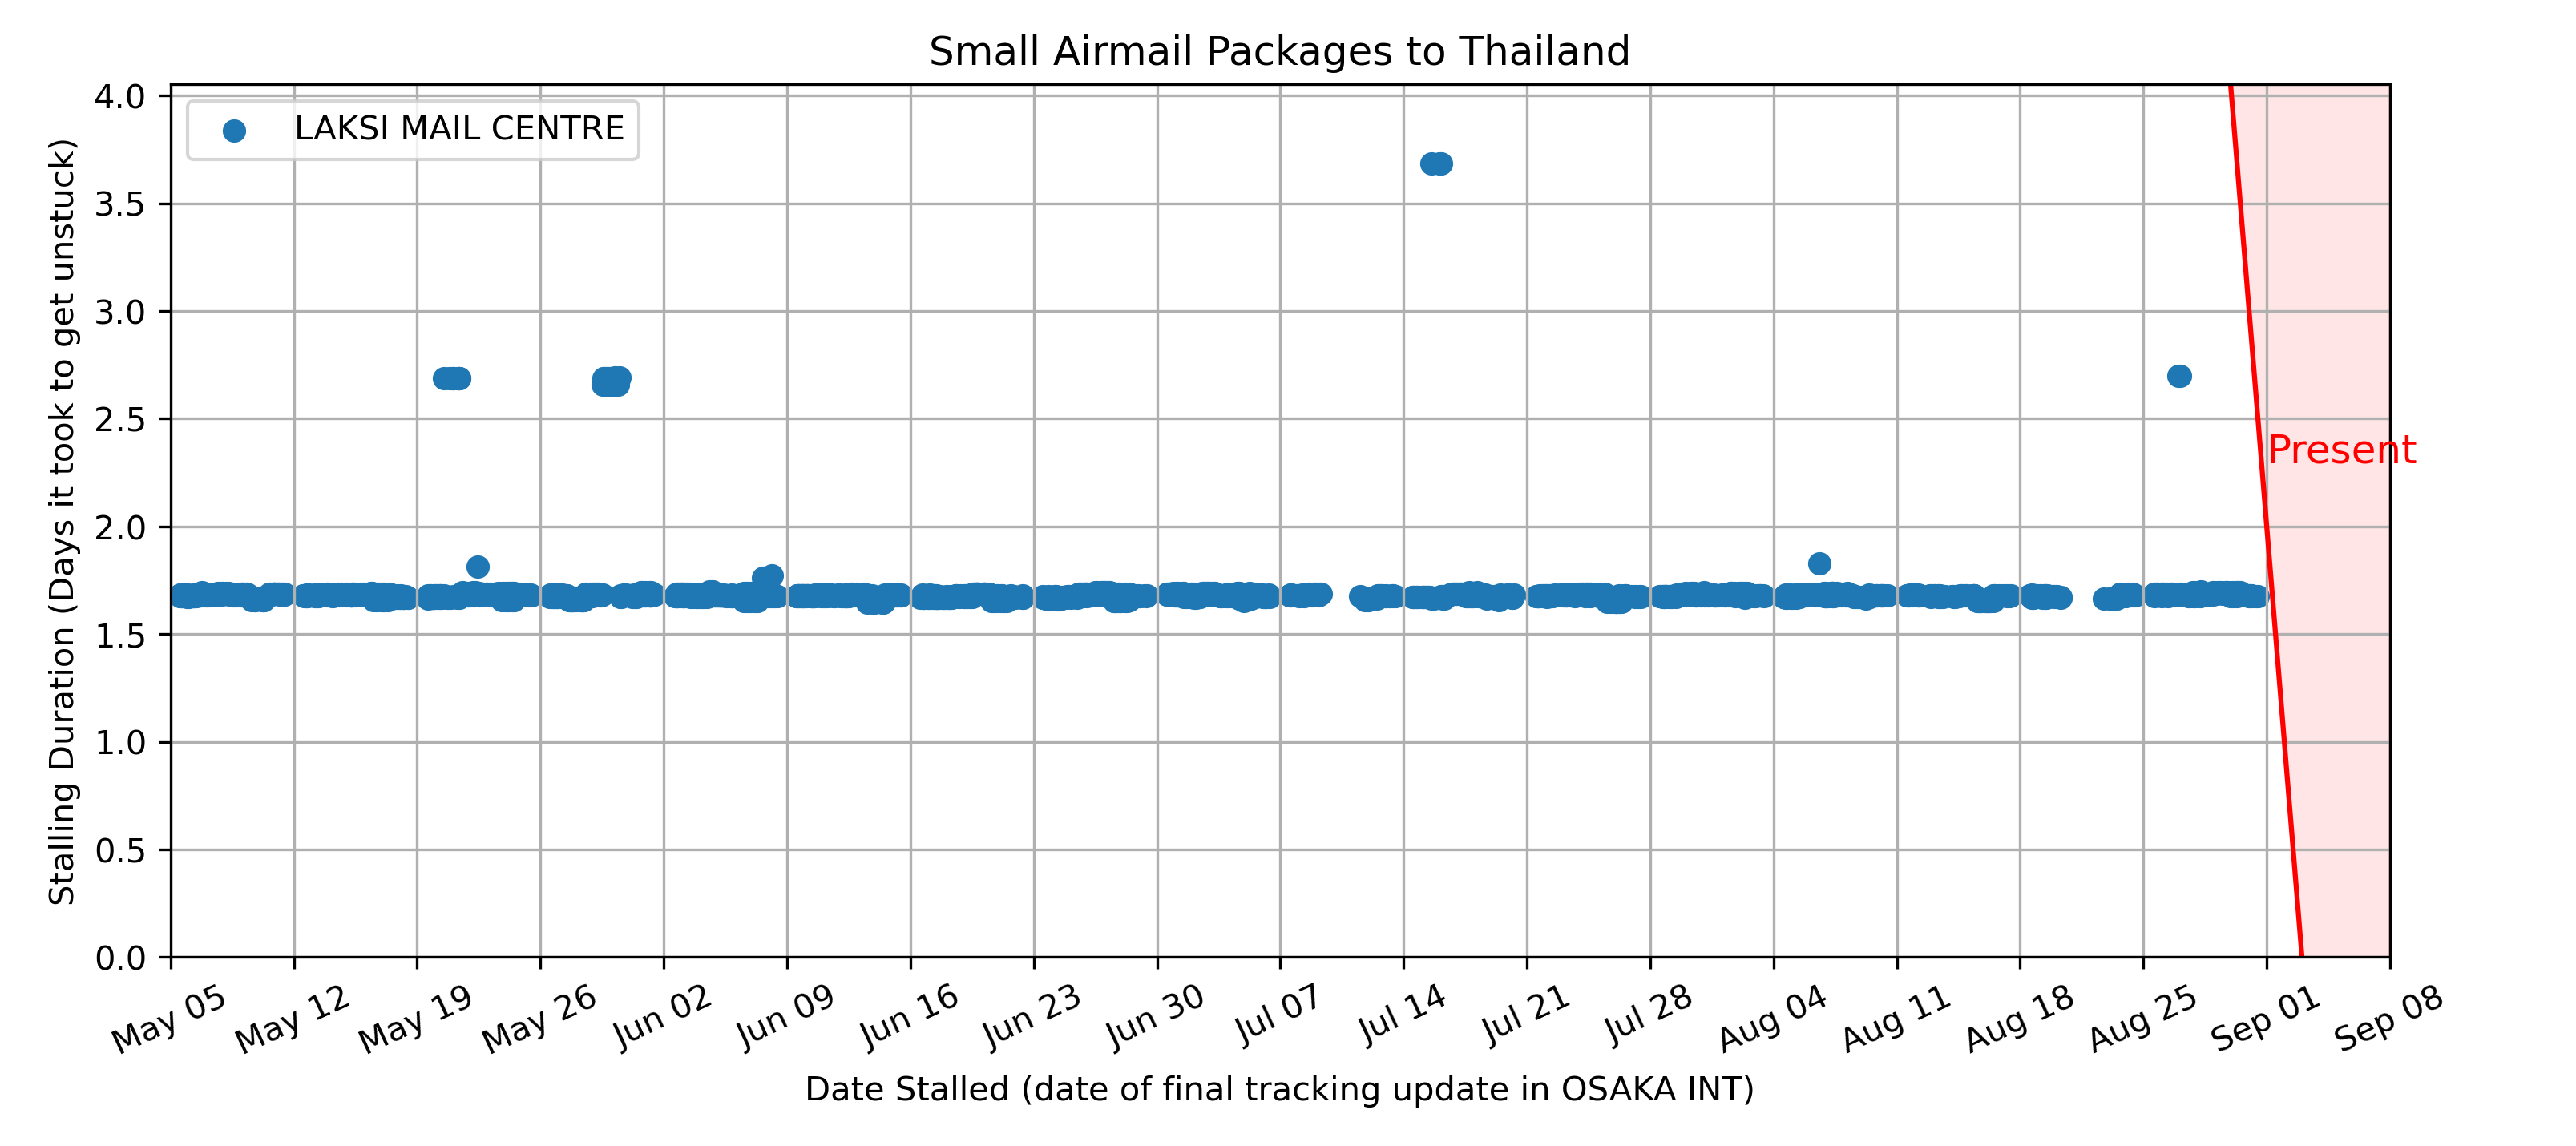 Small Airmail Packages to Thailand
LAKSI MAIL CENTRE
Stalling Duration (Days it took to get unstuck)
4.0
3.5
3.0
2.5
2.0
1.5
1.0
0.5
0.0
Present
May 05 May 12 May 19 May 26 Jun 02 Jun 09 Jun 16 Jun 23 Jun 30 Jul 07 Jul 14 Jul 21 Jul 28 Aug 04 Aug 11 Aug 18 Aug 25 Sep 01 Sep 08
Date Stalled (date of final tracking update in OSAKA INT)